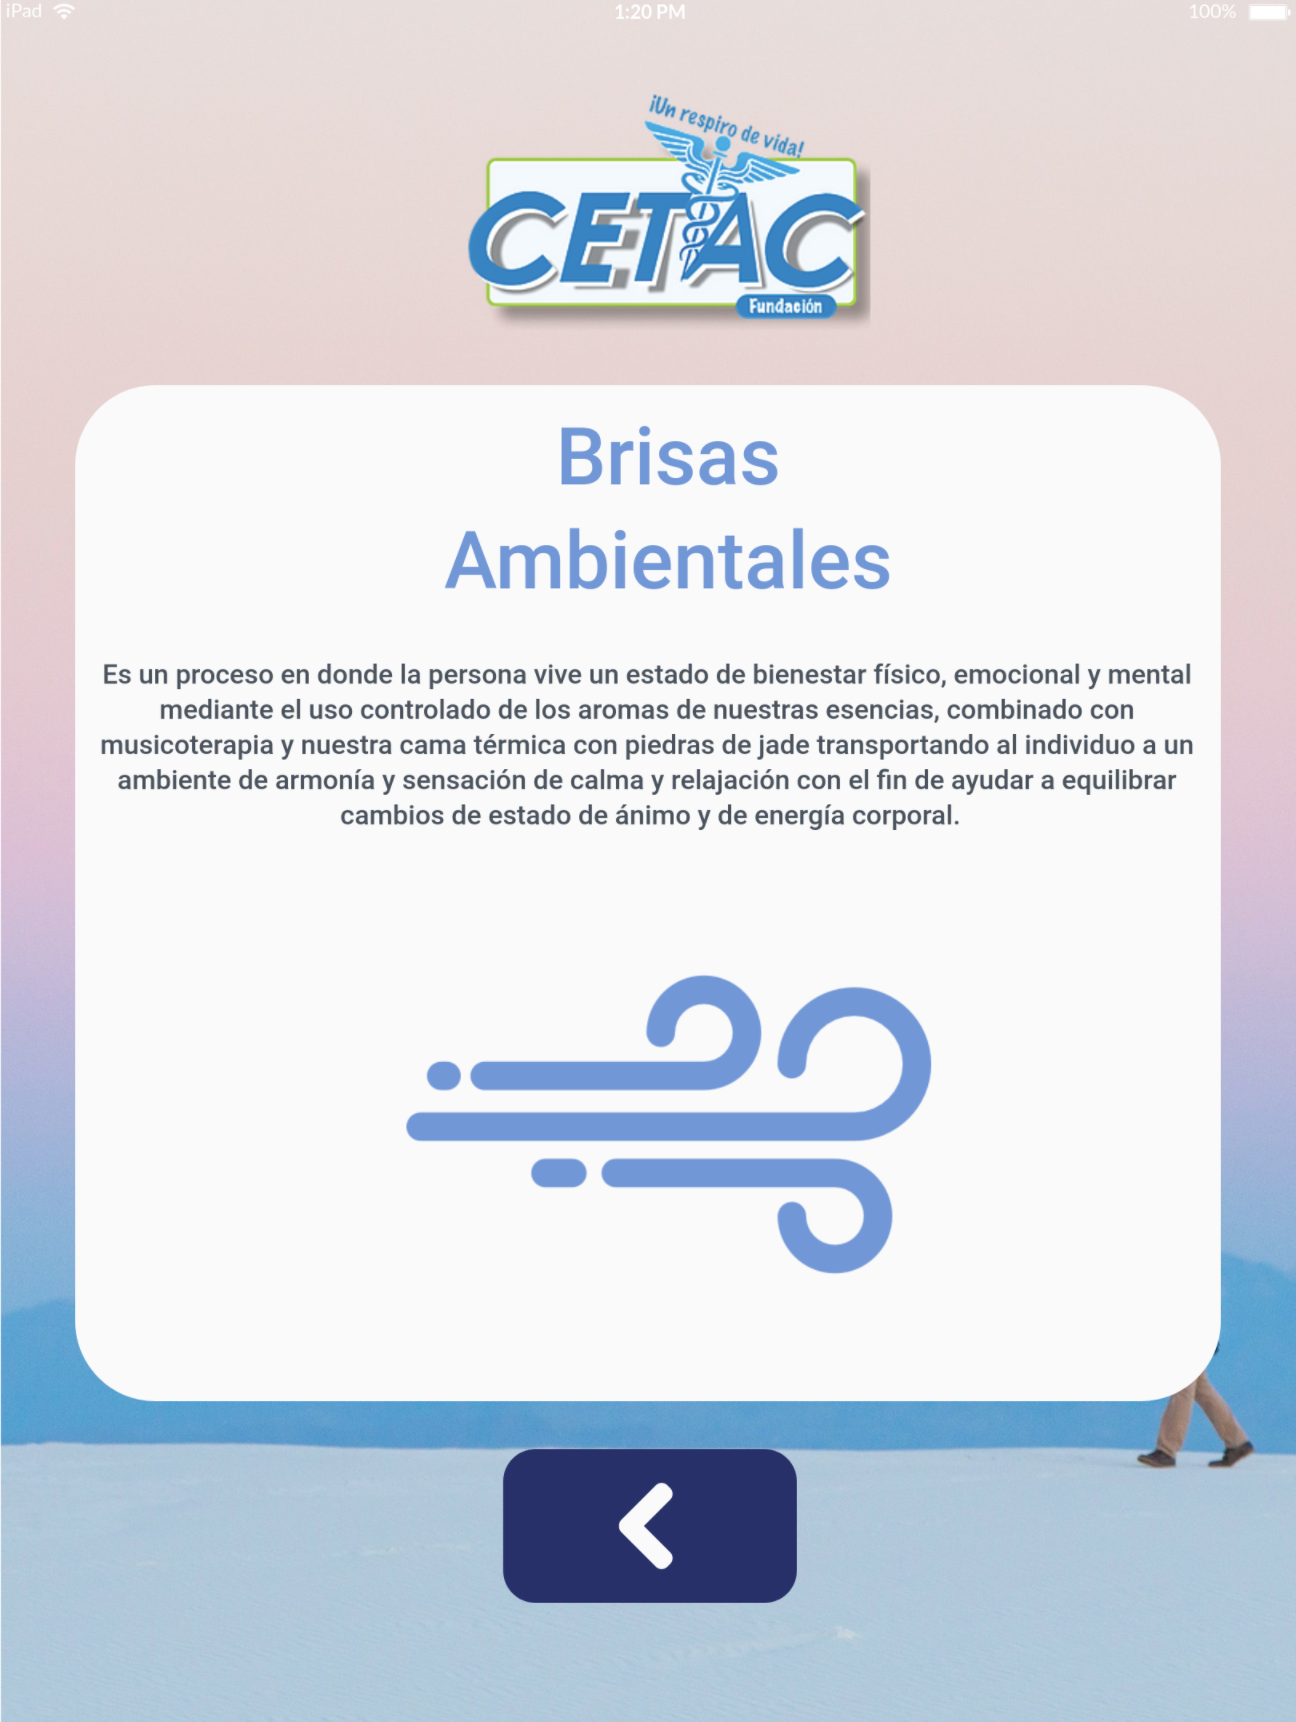 iPad
1:20 PM
100%
¡Un respiro de vida!
CETAC
Fundación
Brisas
Ambientales
Es un proceso en donde la persona vive un estado de bienestar físico, emocional y mental
mediante el uso controlado de los aromas de nuestras esencias, combinado con
musicoterapia y nuestra cama térmica con piedras de jade transportando al individuo a un
ambiente de armonía y sensación de calma y relajación con el fin de ayudar a equilibrar
cambios de estado de ánimo y de energía corporal.